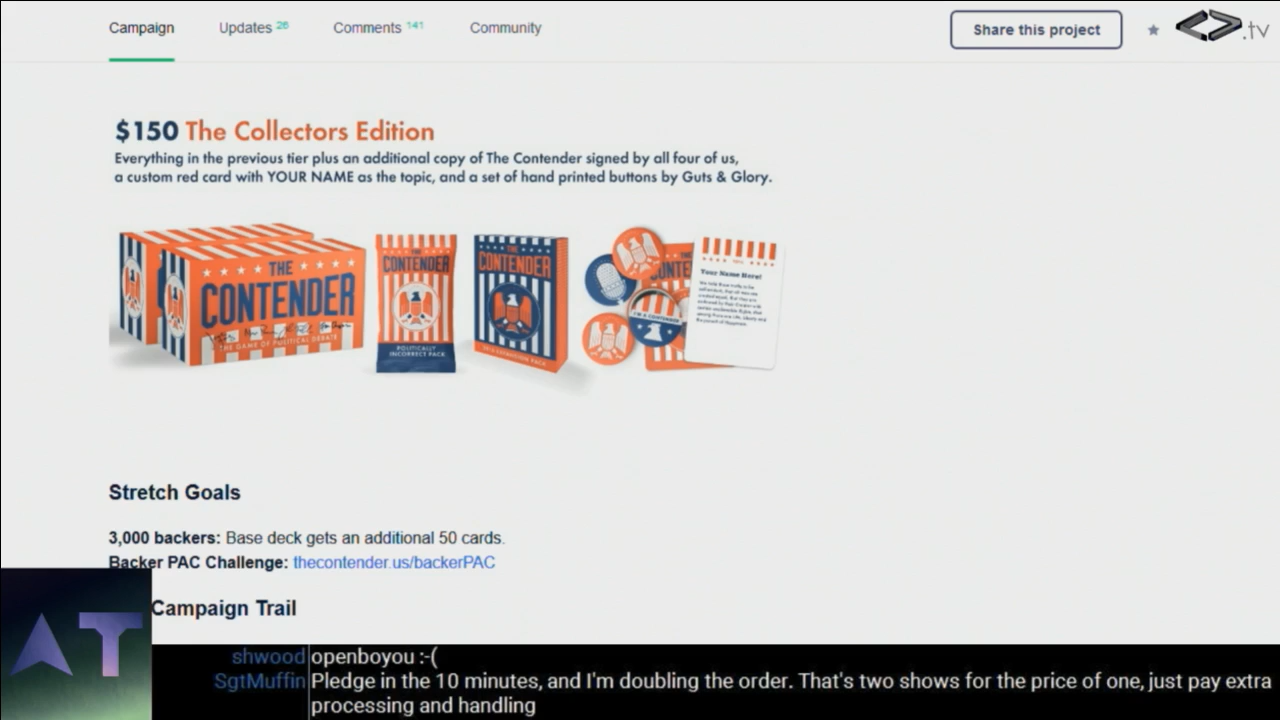 Campaign Updates 26 Comments 141 Community Share this project
.tv
$150 The Collectors Edition
Everything in the previous tier plus an additional copy of The Contender signed by all four of us,
a custom red card with YOUR NAME as the topic, and a set of hand printed buttons by Guts & Glory.
THE
CONTENDER
THE GAME OF POLITICAL DEBATE
THE
CONTENDER
POLITICALLY
INCORRECT PACK
THE
CONTENDER
EXPANSION PACK
I'M A CONTENDER
Your Name Here!
Stretch Goals
3,000 backers: Base deck gets an additional 50 cards.
Backer PAC Challenge: thecontender.us/backerPAC
Campaign Trail
AT
shwood openboyou :-(
SgtMuffin Pledge in the 10 minutes, and I'm doubling the order. That's two shows for the price of one, just pay extra
processing and handling